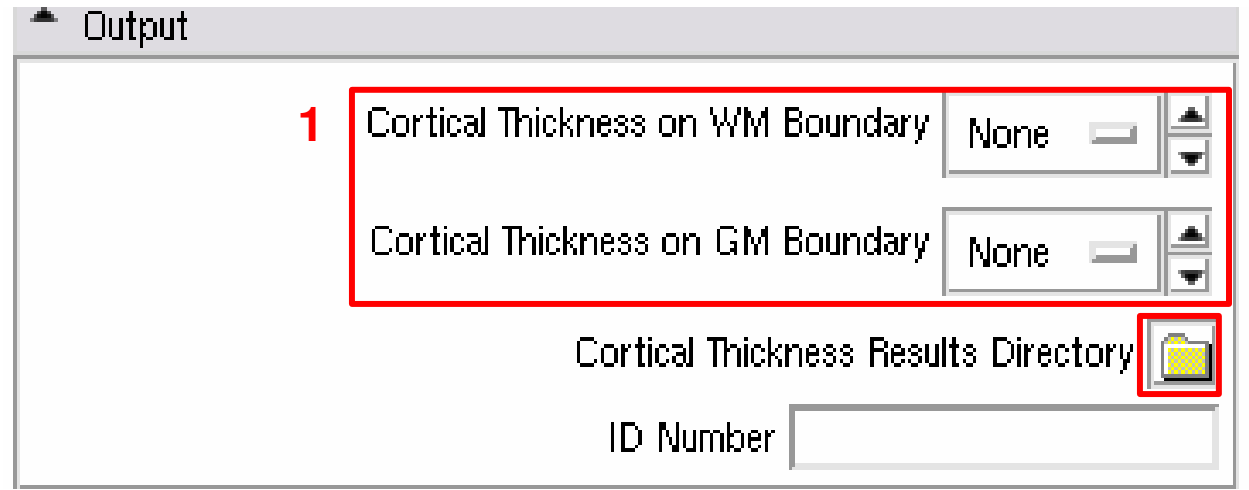 Output
1 Cortical Thickness on WM Boundary None
Cortical Thickness on GM Boundary None
Cortical Thickness Results Directory
ID Number